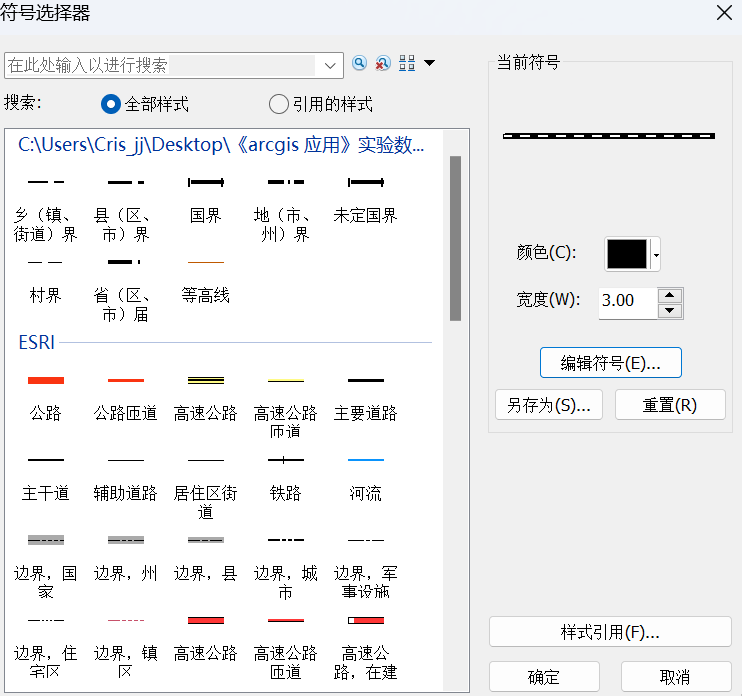 符号选择器
在此处输入以进行搜索
搜索:
全部样式
引用的样式
C:\Users\Cris_jj\Desktop\《arcgis 应用》实验数...
乡（镇、
街道）界
县（区、
市）界
国界
地（市、
州）界
未定国界
村界
省（区、
市）届
等高线
ESRI
公路
公路匝道
高速公路
高速公路
匝道
主要道路
主干道
辅助道路
居住区街
道
铁路
河流
边界，国
家
边界，州
边界，县
边界，城
市
边界，军
事设施
边界，住
宅区
边界，镇
区
高速公路
高速公路
匝道
高速公
路，在建
当前符号
颜色(C):
宽度(W):
3.00
编辑符号(E)...
另存为(S)...
重置(R)
样式引用(F)...
确定
取消